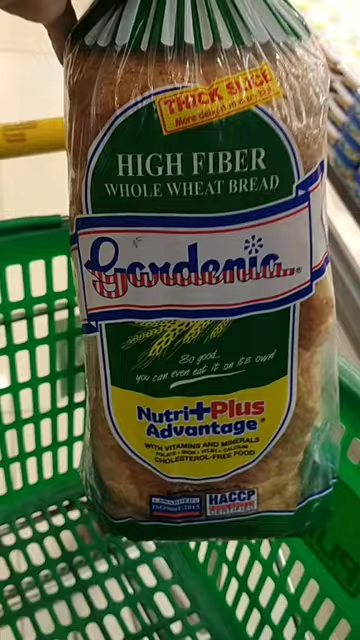 THICK SLICE
HIGH FIBER
WHOLE WHEAT BREAD
Gardenia®
So good...
you can even eat it on its own!
Nutri+Plus
Advantage®
WITH VITAMINS AND MINERALS
CHOLESTEROL-FREE FOOD
HACCP
CERTIFIED